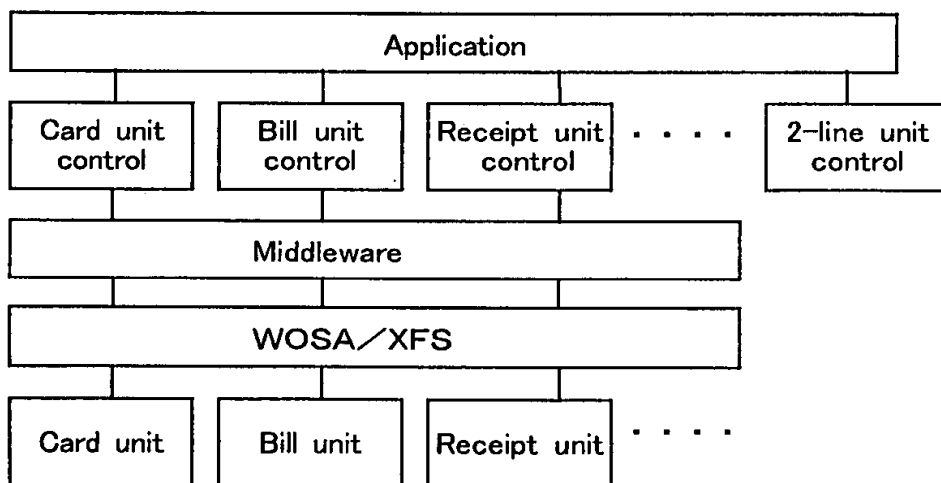 Application
Card unit
control
Bill unit
control
Receipt unit
control
. . . .
2-line unit
control
Middleware
WOSA／XFS
Card unit
Bill unit
Receipt unit
. . . .